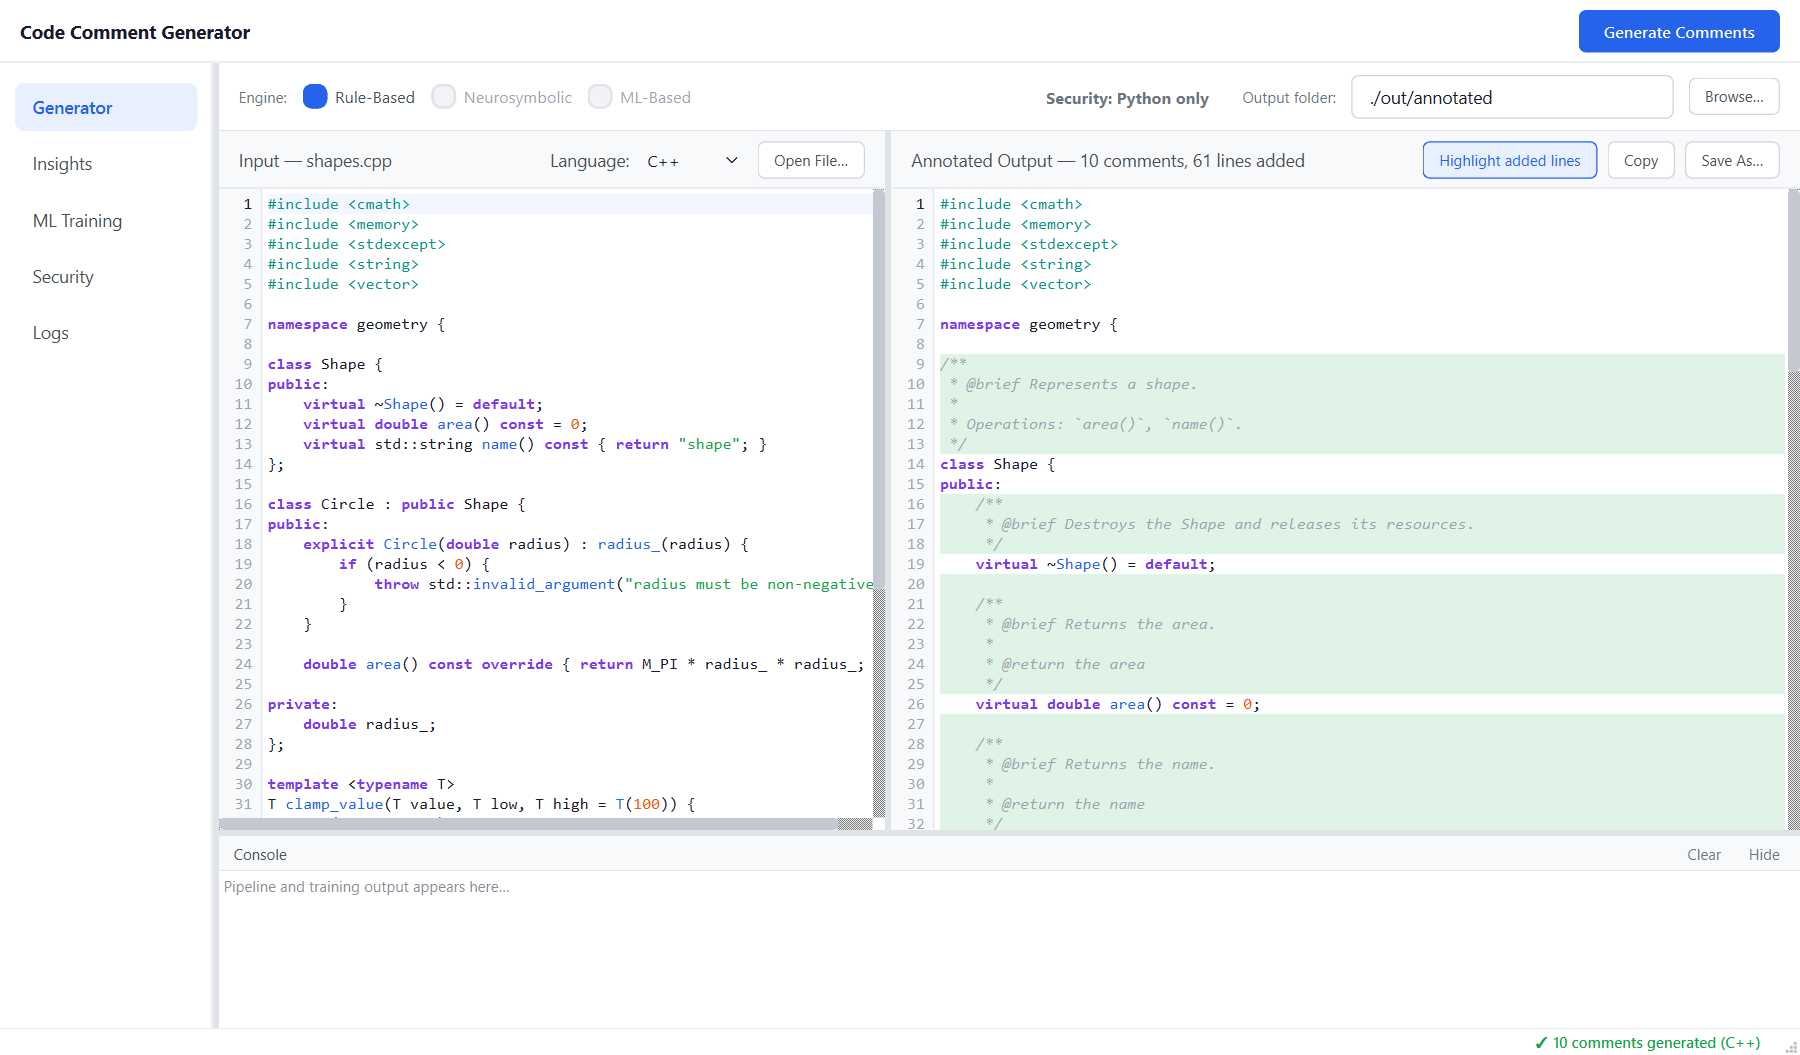 Code Comment Generator
Generate Comments
Generator
Insights
ML Training
Security
Logs
Engine: Rule-Based Neurosymbolic ML-Based Security: Python only Output folder: ./out/annotated Browse...
Input — shapes.cpp Language: C++ Open File...
1 #include <cmath>
2 #include <memory>
3 #include <stdexcept>
4 #include <string>
5 #include <vector>
6
7 namespace geometry {
8
9 class Shape {
10 public:
11     virtual ~Shape() = default;
12     virtual double area() const = 0;
13     virtual std::string name() const { return "shape"; }
14 };
15
16 class Circle : public Shape {
17 public:
18     explicit Circle(double radius) : radius_(radius) {
19         if (radius < 0) {
20             throw std::invalid_argument("radius must be non-negative
21         }
22     }
23
24     double area() const override { return M_PI * radius_ * radius_;
25
26 private:
27     double radius_;
28 };
29
30 template <typename T>
31 T clamp_value(T value, T low, T high = T(100)) {
Annotated Output — 10 comments, 61 lines added Highlight added lines Copy Save As...
1 #include <cmath>
2 #include <memory>
3 #include <stdexcept>
4 #include <string>
5 #include <vector>
6
7 namespace geometry {
8
9 /**
10  * @brief Represents a shape.
11  *
12  * Operations: `area()`, `name()`.
13  */
14 class Shape {
15 public:
16     /**
17      * @brief Destroys the Shape and releases its resources.
18      */
19     virtual ~Shape() = default;
20
21     /**
22      * @brief Returns the area.
23      *
24      * @return the area
25      */
26     virtual double area() const = 0;
27
28     /**
29      * @brief Returns the name.
30      *
31      * @return the name
32      */
Console Clear Hide
Pipeline and training output appears here...
✓ 10 comments generated (C++)